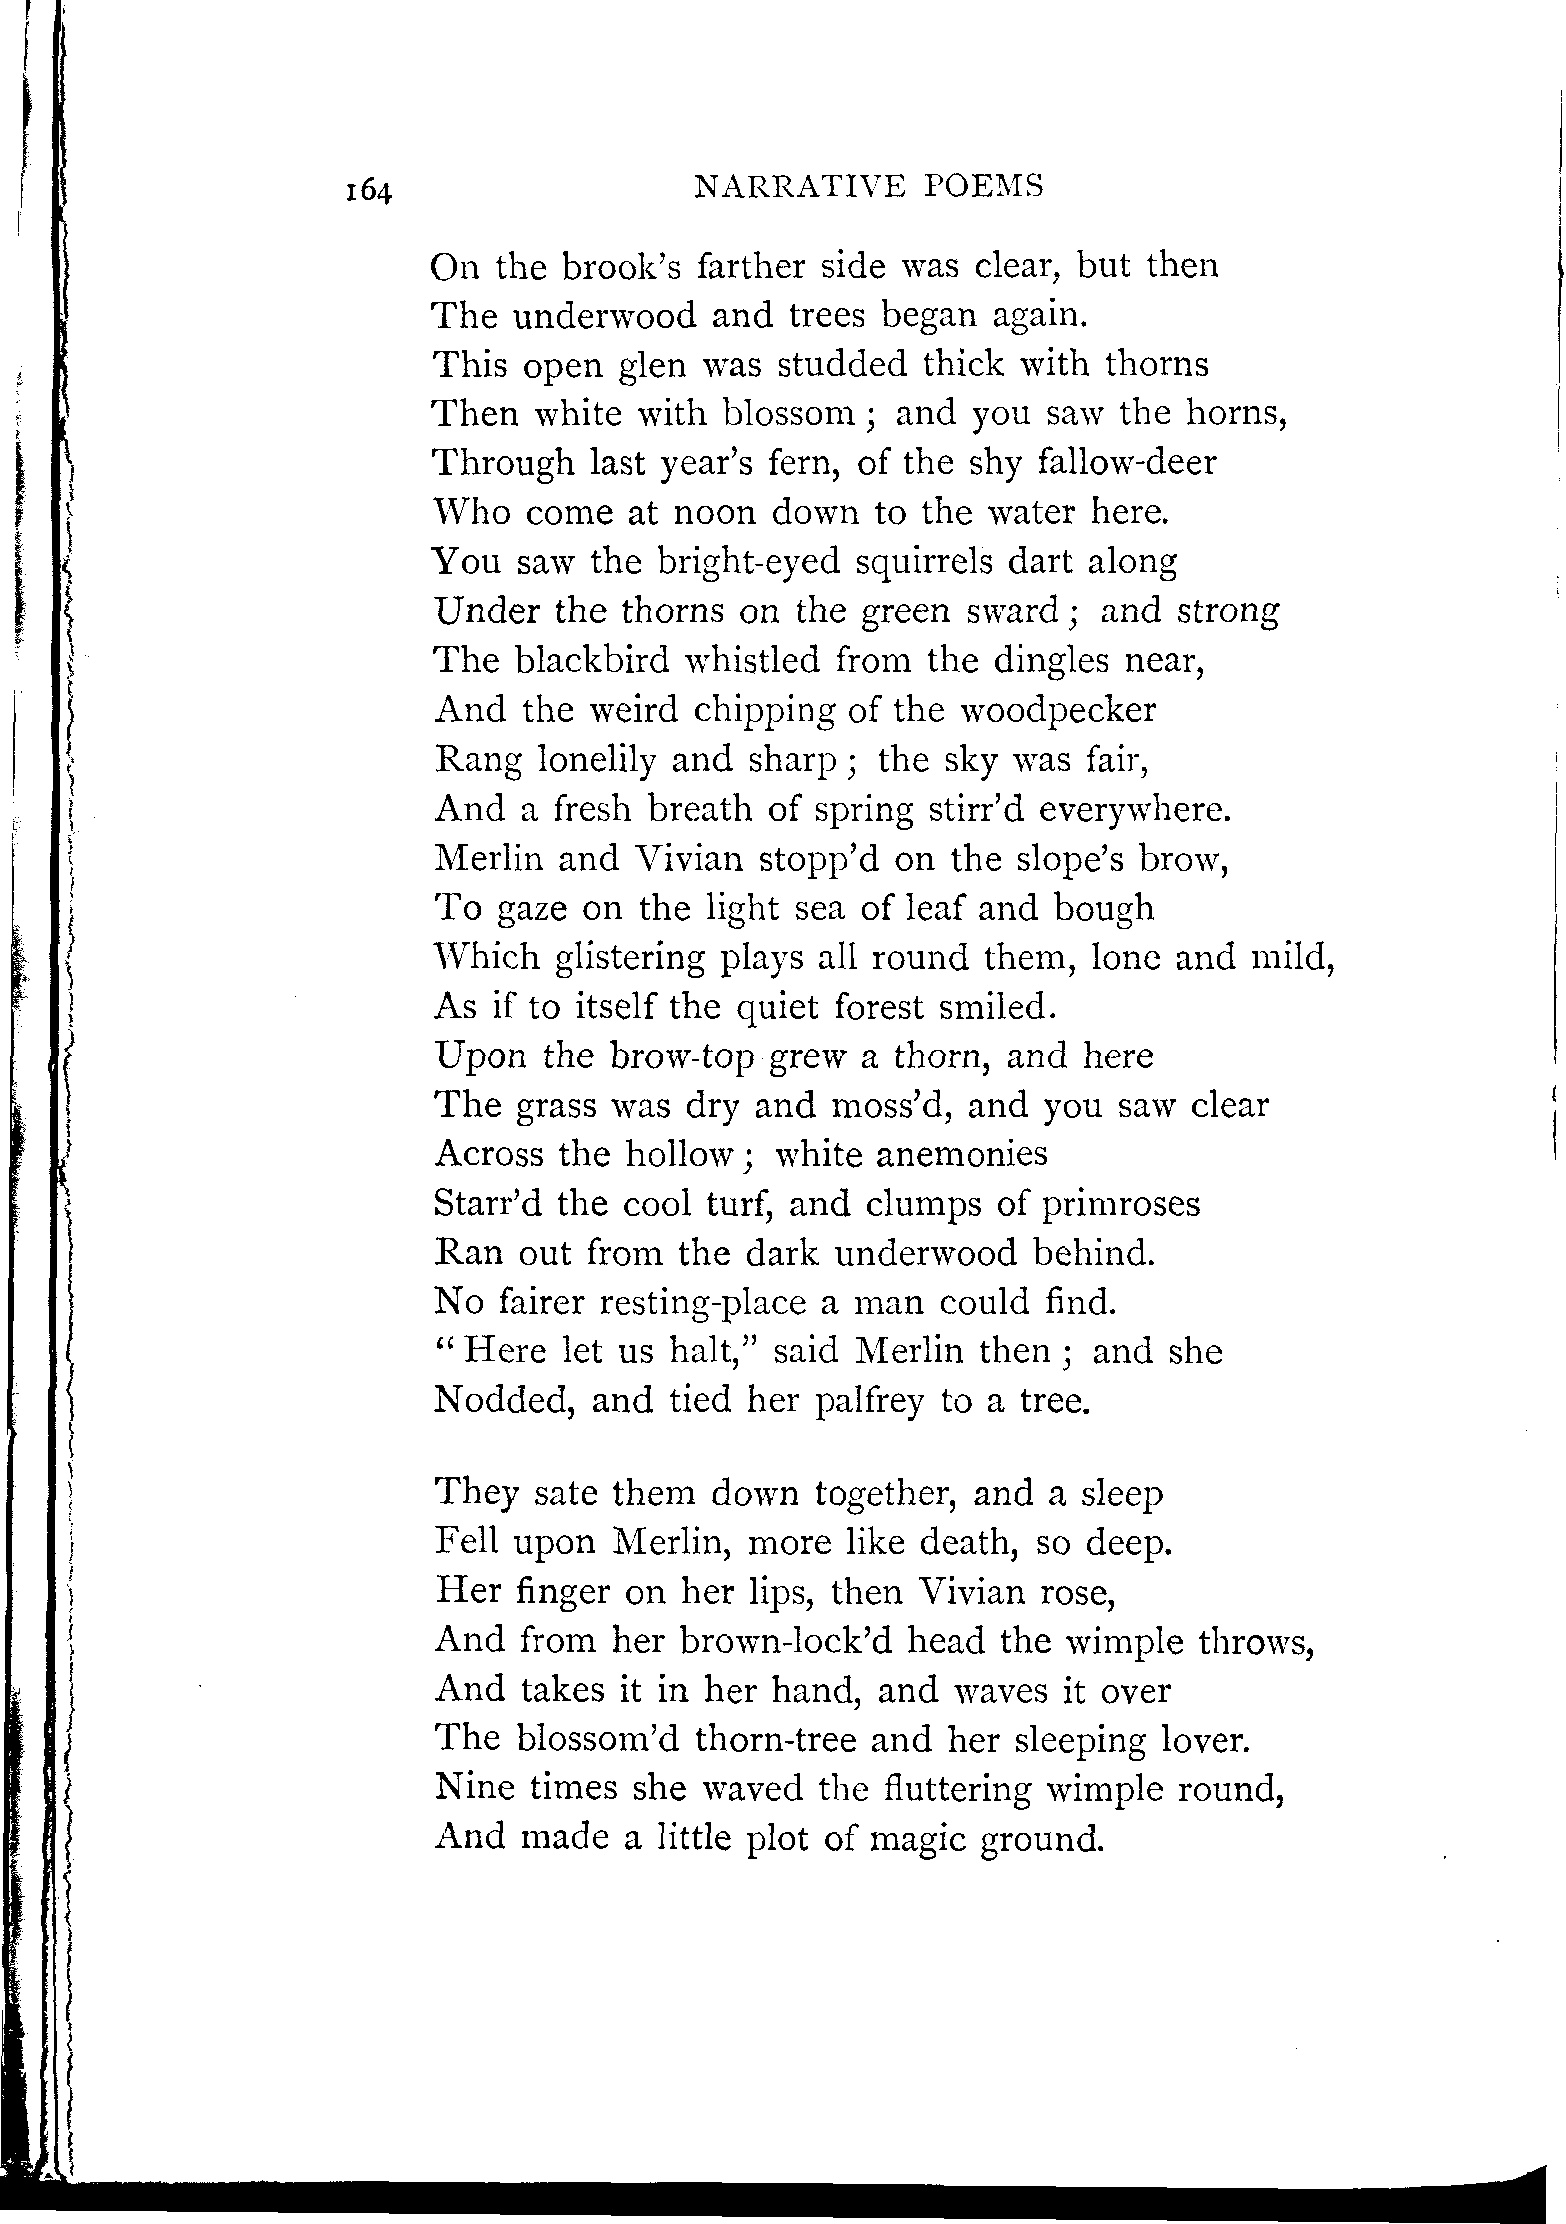 164 NARRATIVE POEMS
On the brook's farther side was clear, but then
The underwood and trees began again.
This open glen was studded thick with thorns
Then white with blossom ; and you saw the horns,
Through last year's fern, of the shy fallow-deer
Who come at noon down to the water here.
You saw the bright-eyed squirrels dart along
Under the thorns on the green sward ; and strong
The blackbird whistled from the dingles near,
And the weird chipping of the woodpecker
Rang lonelily and sharp ; the sky was fair,
And a fresh breath of spring stirr'd everywhere.
Merlin and Vivian stopp'd on the slope's brow,
To gaze on the light sea of leaf and bough
Which glistering plays all round them, lone and mild,
As if to itself the quiet forest smiled.
Upon the brow-top grew a thorn, and here
The grass was dry and moss'd, and you saw clear
Across the hollow ; white anemonies
Starr'd the cool turf, and clumps of primroses
Ran out from the dark underwood behind.
No fairer resting-place a man could find.
“ Here let us halt,” said Merlin then ; and she
Nodded, and tied her palfrey to a tree.
They sate them down together, and a sleep
Fell upon Merlin, more like death, so deep.
Her finger on her lips, then Vivian rose,
And from her brown-lock'd head the wimple throws,
And takes it in her hand, and waves it over
The blossom'd thorn-tree and her sleeping lover.
Nine times she waved the fluttering wimple round,
And made a little plot of magic ground.